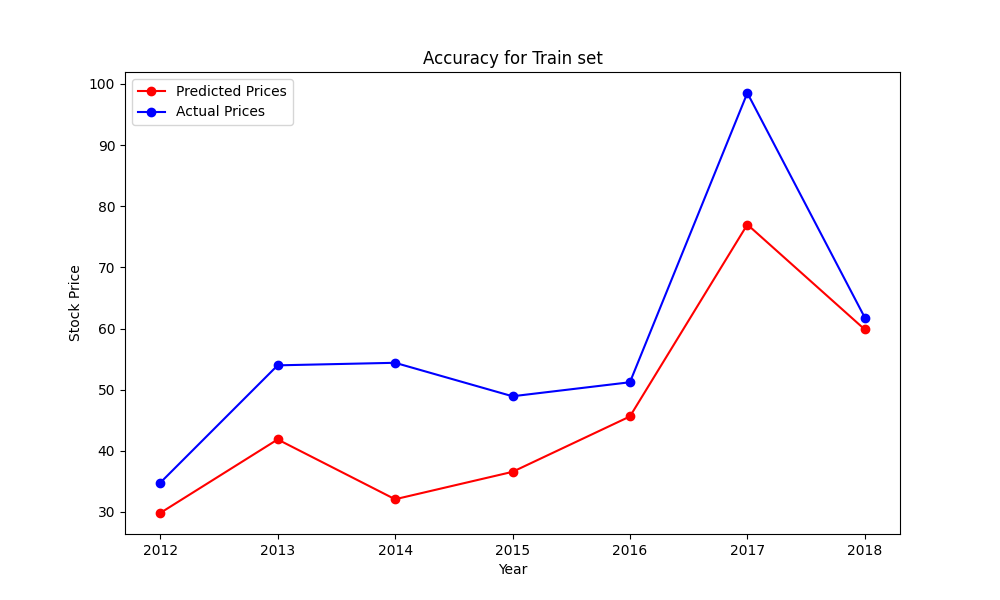 Accuracy for Train set
Predicted Prices
Actual Prices
Stock Price
100
90
80
70
60
50
40
30
2012 2013 2014 2015 2016 2017 2018
Year